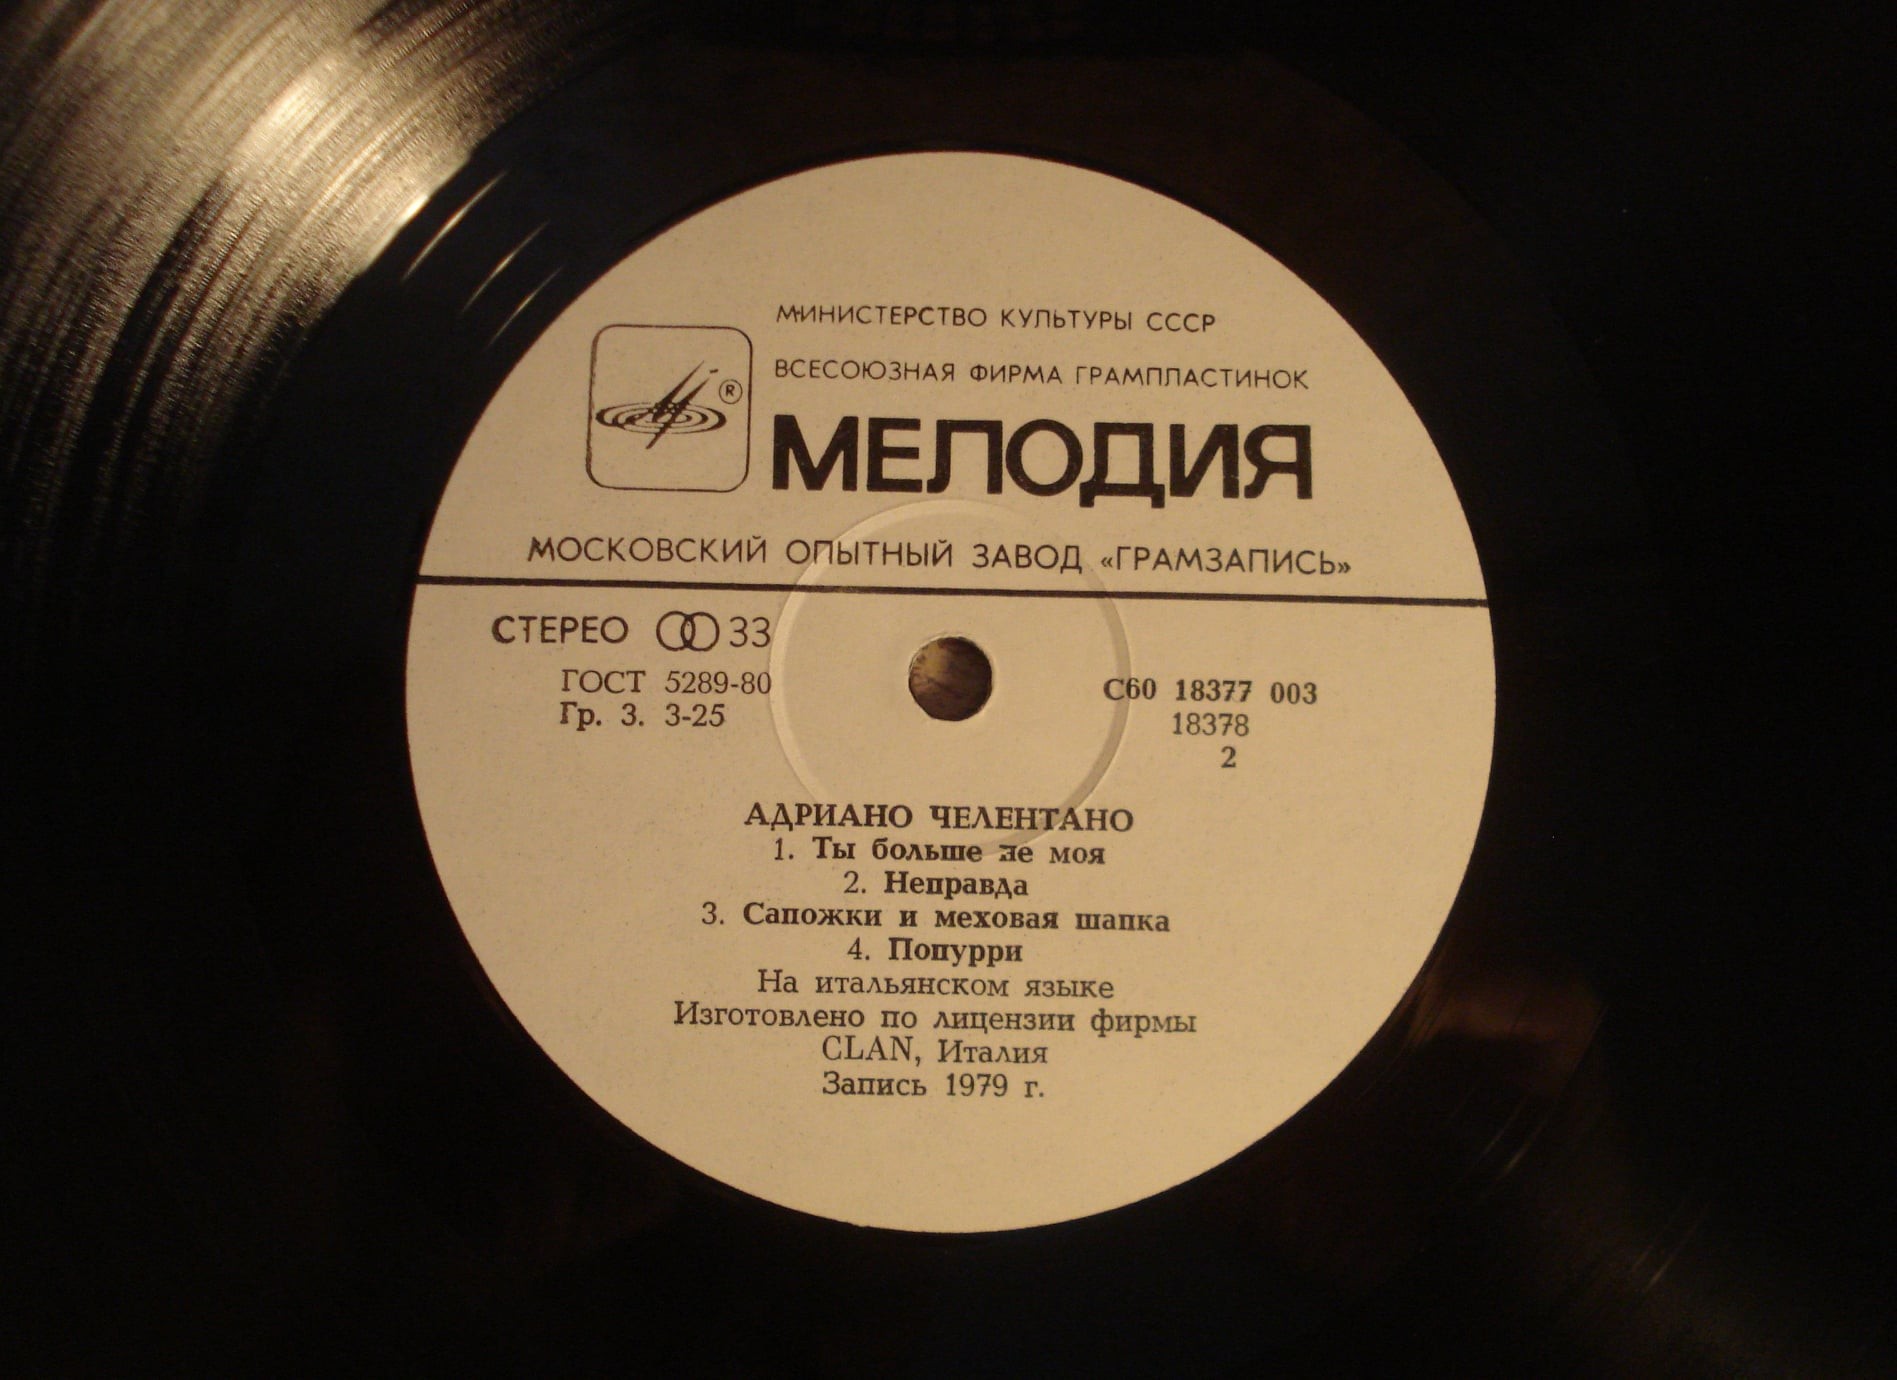 МИНИСТЕРСТВО КУЛЬТУРЫ СССР
ВСЕСОЮЗНАЯ ФИРМА ГРАМПЛАСТИНОК
®
МЕЛОДИЯ
МОСКОВСКИЙ ОПЫТНЫЙ ЗАВОД «ГРАМЗАПИСЬ»
СТЕРЕО 33
ГОСТ 5289-80
Гр. 3. 3-25
С60 18377 003
18378
2
АДРИАНО ЧЕЛЕНТАНО
1. Ты больше не моя
2. Неправда
3. Сапожки и меховая шапка
4. Попурри
На итальянском языке
Изготовлено по лицензии фирмы
CLAN, Италия
Запись 1979 г.